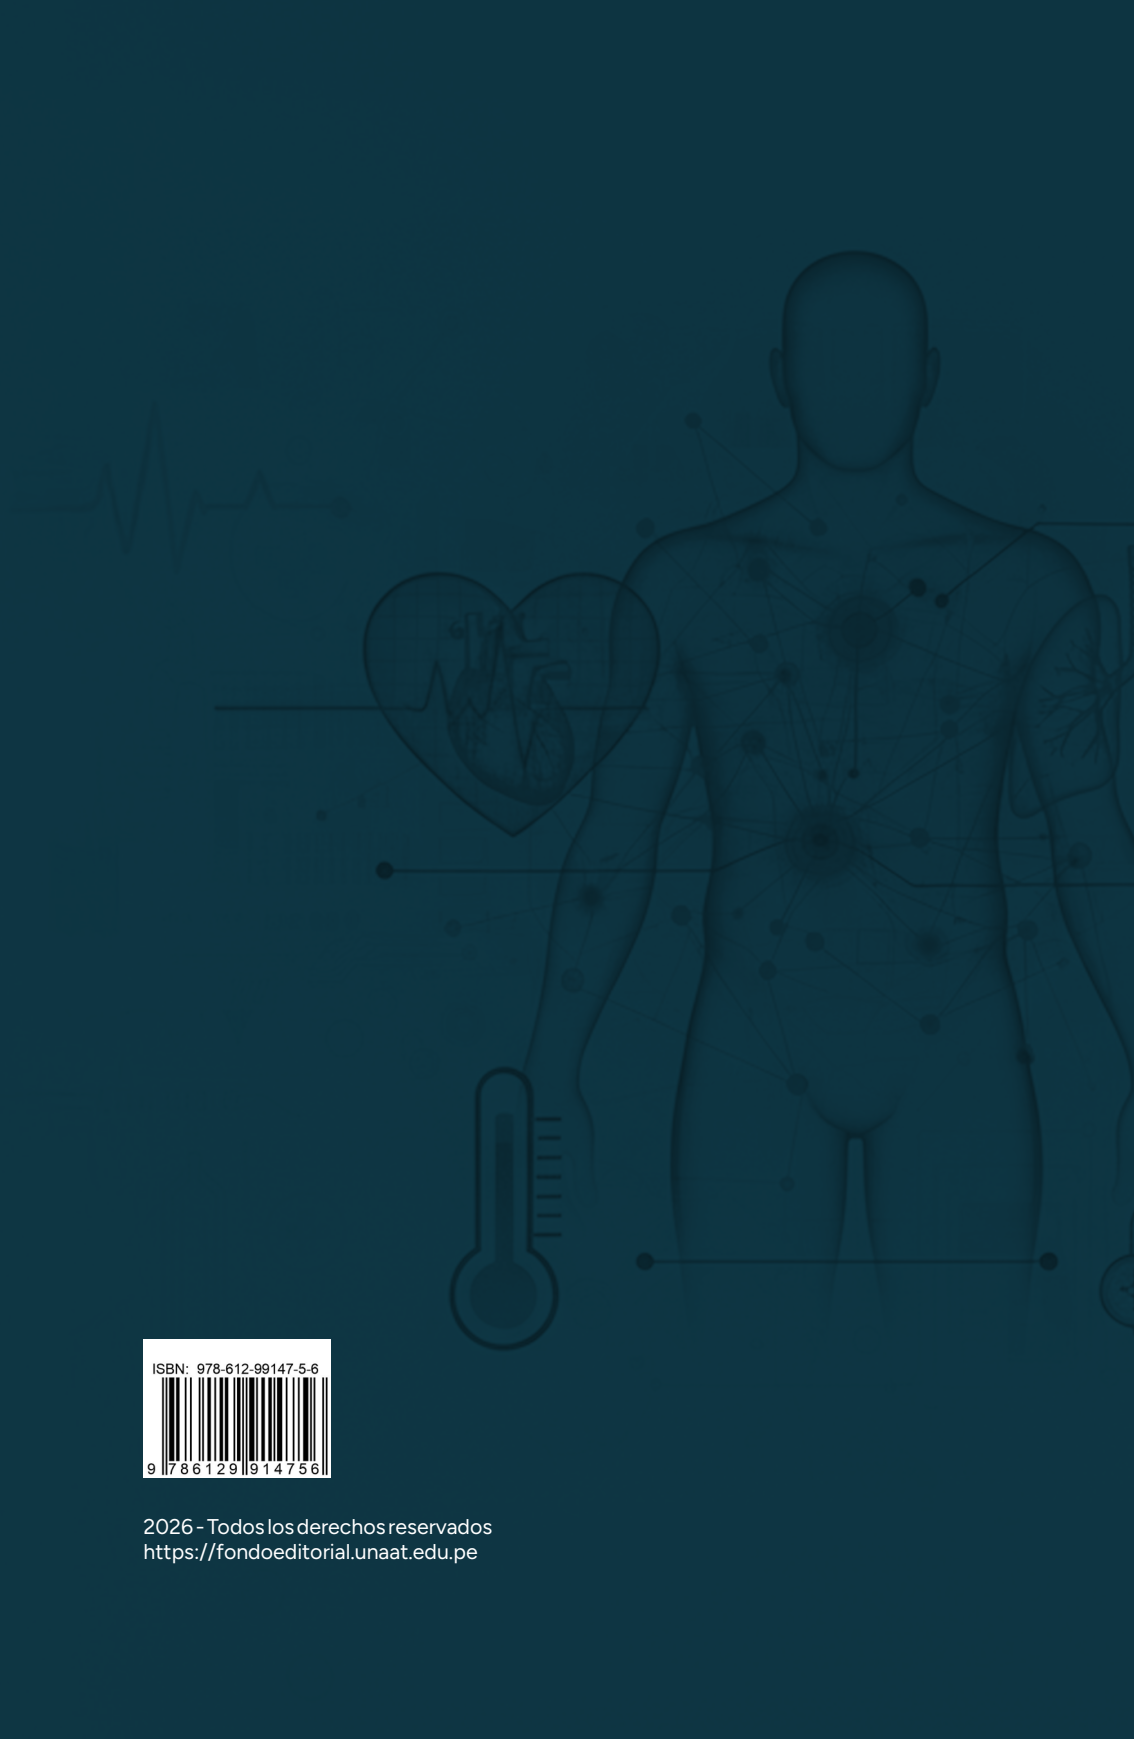 ISBN: 978-612-99147-5-6
9 786129 914756
2026 - Todos los derechos reservados
https://fondoeditorial.unaat.edu.pe